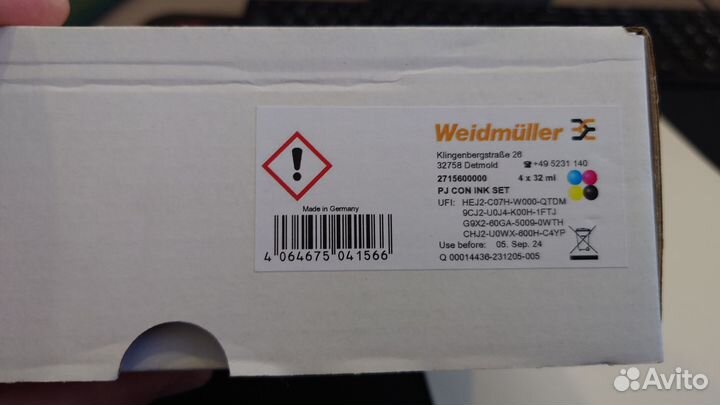 Weidmüller
Klingenbergstraße 26
32758 Detmold ☎+49 5231 140
2715600000 4 x 32 ml
PJ CON INK SET
UFI: HEJ2-C07H-W000-QTDM
9CJ2-U0J4-K00H-1FTJ
G9X2-60GA-5009-0WTH
CHJ2-U0WX-600H-C4YP
Use before: 05. Sep. 24
Q 00014436-231205-005
Made in Germany
4 064675 041566
Avito